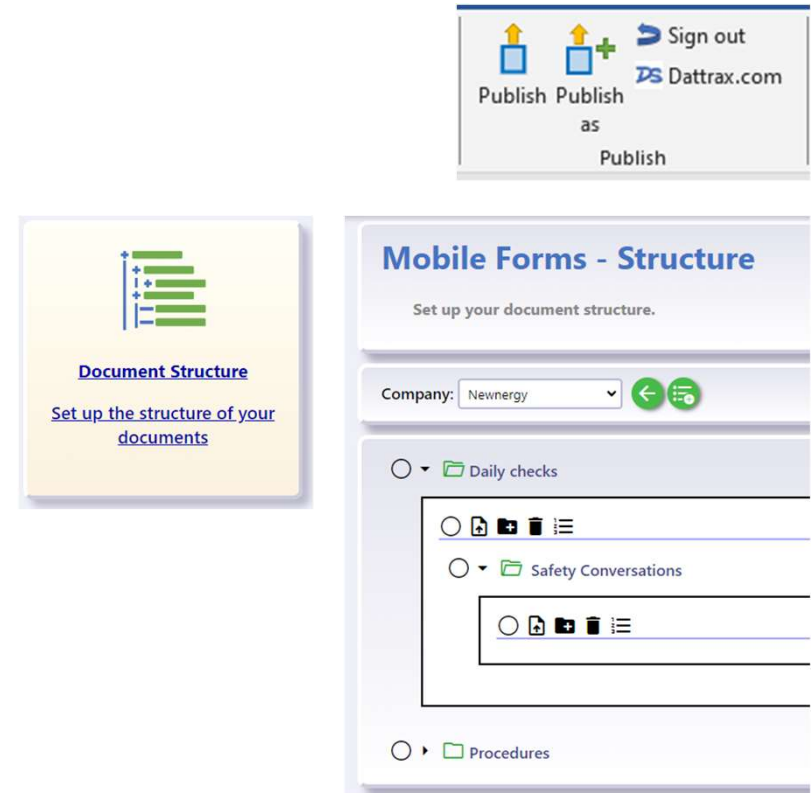 Sign out
DS Dattrax.com
Publish Publish
as
Publish
Document Structure
Set up the structure of your
documents
Mobile Forms - Structure
Set up your document structure.
Company: Newnergy
Daily checks
Safety Conversations
Procedures